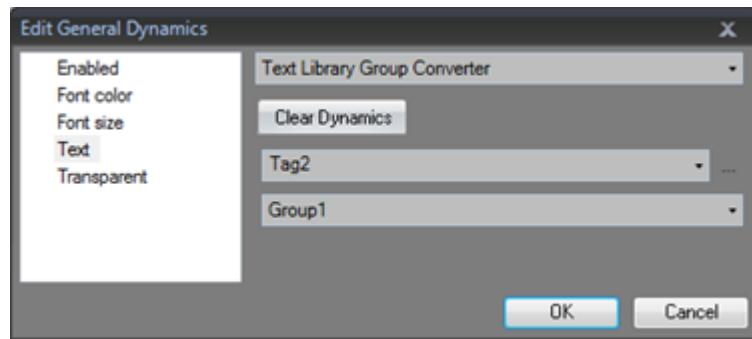 Edit General Dynamics
x
Enabled
Font color
Font size
Text
Transparent
Text Library Group Converter
Clear Dynamics
Tag2
...
Group1
OK
Cancel